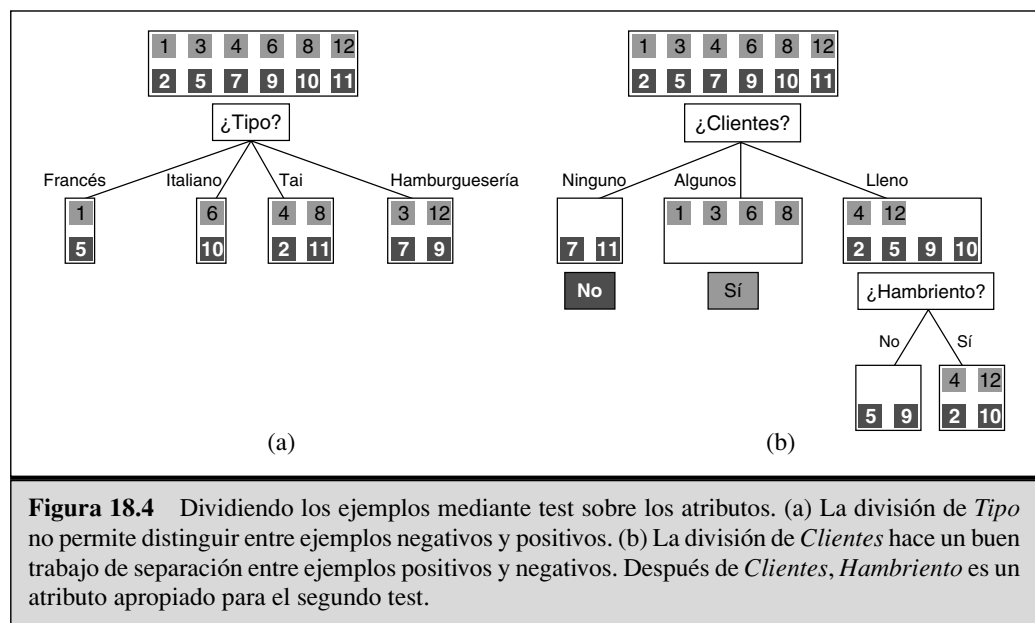 1 3 4 6 8 12
2 5 7 9 10 11
¿Tipo?
Francés Italiano Tai Hamburguesería
1 6 4 8 3 12
5 10 2 11 7 9
(a)
1 3 4 6 8 12
2 5 7 9 10 11
¿Clientes?
Ninguno Algunos Lleno
1 3 6 8 4 12
7 11 2 5 9 10
No Sí ¿Hambriento?
No Sí
4 12
5 9 2 10
(b)
Figura 18.4 Dividiendo los ejemplos mediante test sobre los atributos. (a) La división de Tipo
no permite distinguir entre ejemplos negativos y positivos. (b) La división de Clientes hace un buen
trabajo de separación entre ejemplos positivos y negativos. Después de Clientes, Hambriento es un
atributo apropiado para el segundo test.